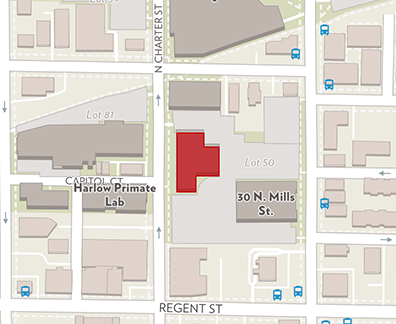 N CHARTER ST
Lot 81
Lot 50
CAPITOL CT
Harlow Primate
Lab
30 N. Mills
St.
REGENT ST